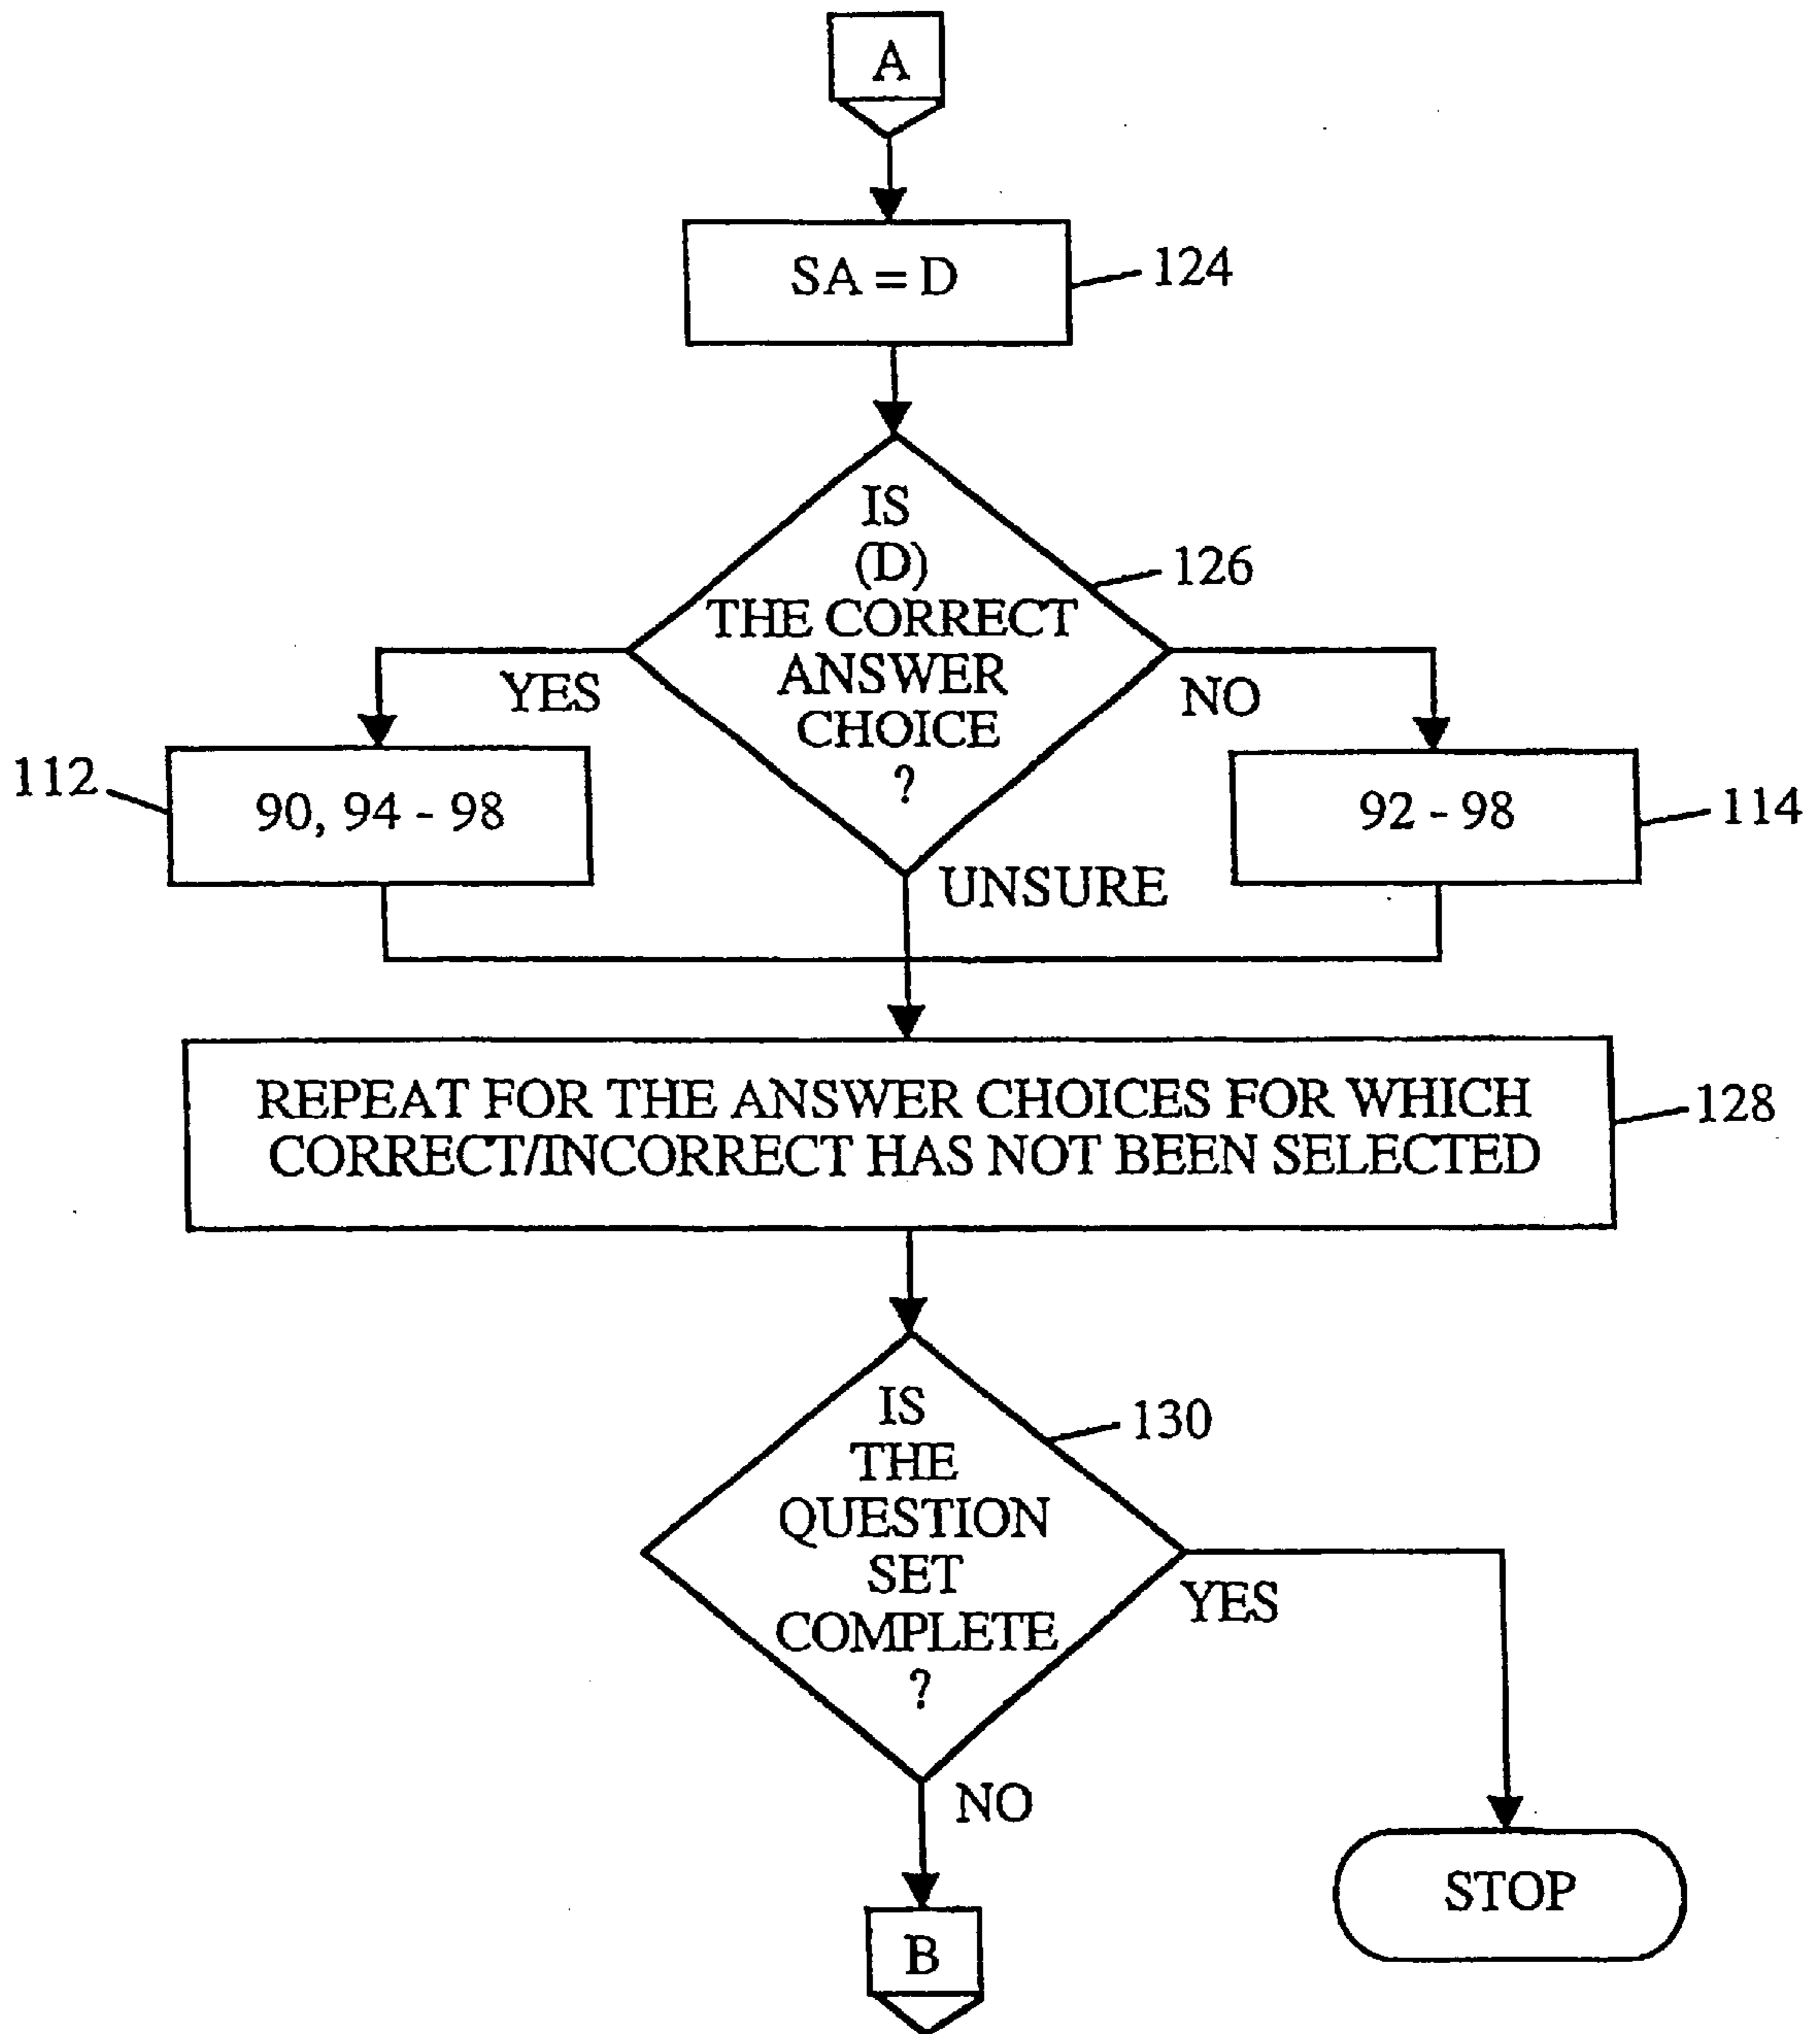 A
SA = D
124
IS
(D)
THE CORRECT
ANSWER
CHOICE
?
126
YES
NO
112
90, 94 - 98
92 - 98
114
UNSURE
REPEAT FOR THE ANSWER CHOICES FOR WHICH
CORRECT/INCORRECT HAS NOT BEEN SELECTED
128
IS
THE
QUESTION
SET
COMPLETE
?
130
YES
NO
STOP
B